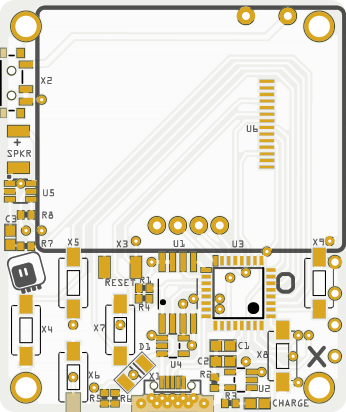 X2
U6
+
SPKR
U5
C3
R8
R7
X5
X3
U1
U3
X9
RESET
R1
R4
X4
X7
D1
U4
C1
C2
X8
X6
R2
U2
R5
R6
X1
R3
CHARGE